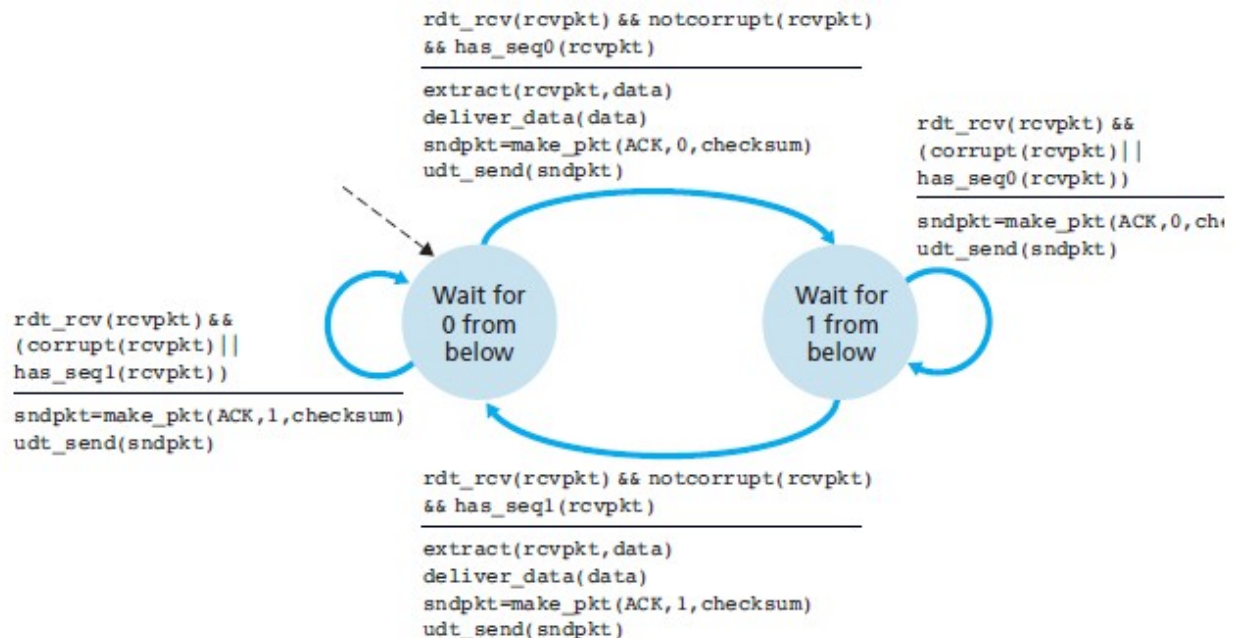 rdt_rcv(rcvpkt) && notcorrupt(rcvpkt)
&& has_seq0(rcvpkt)
extract(rcvpkt,data)
deliver_data(data)
sndpkt=make_pkt(ACK,0,checksum)
udt_send(sndpkt)
rdt_rcv(rcvpkt) &&
(corrupt(rcvpkt)||
has_seq0(rcvpkt))
sndpkt=make_pkt(ACK,0,che
udt_send(sndpkt)
Wait for
0 from
below
Wait for
1 from
below
rdt_rcv(rcvpkt) &&
(corrupt(rcvpkt)||
has_seq1(rcvpkt))
sndpkt=make_pkt(ACK,1,checksum)
udt_send(sndpkt)
rdt_rcv(rcvpkt) && notcorrupt(rcvpkt)
&& has_seq1(rcvpkt)
extract(rcvpkt,data)
deliver_data(data)
sndpkt=make_pkt(ACK,1,checksum)
udt_send(sndpkt)